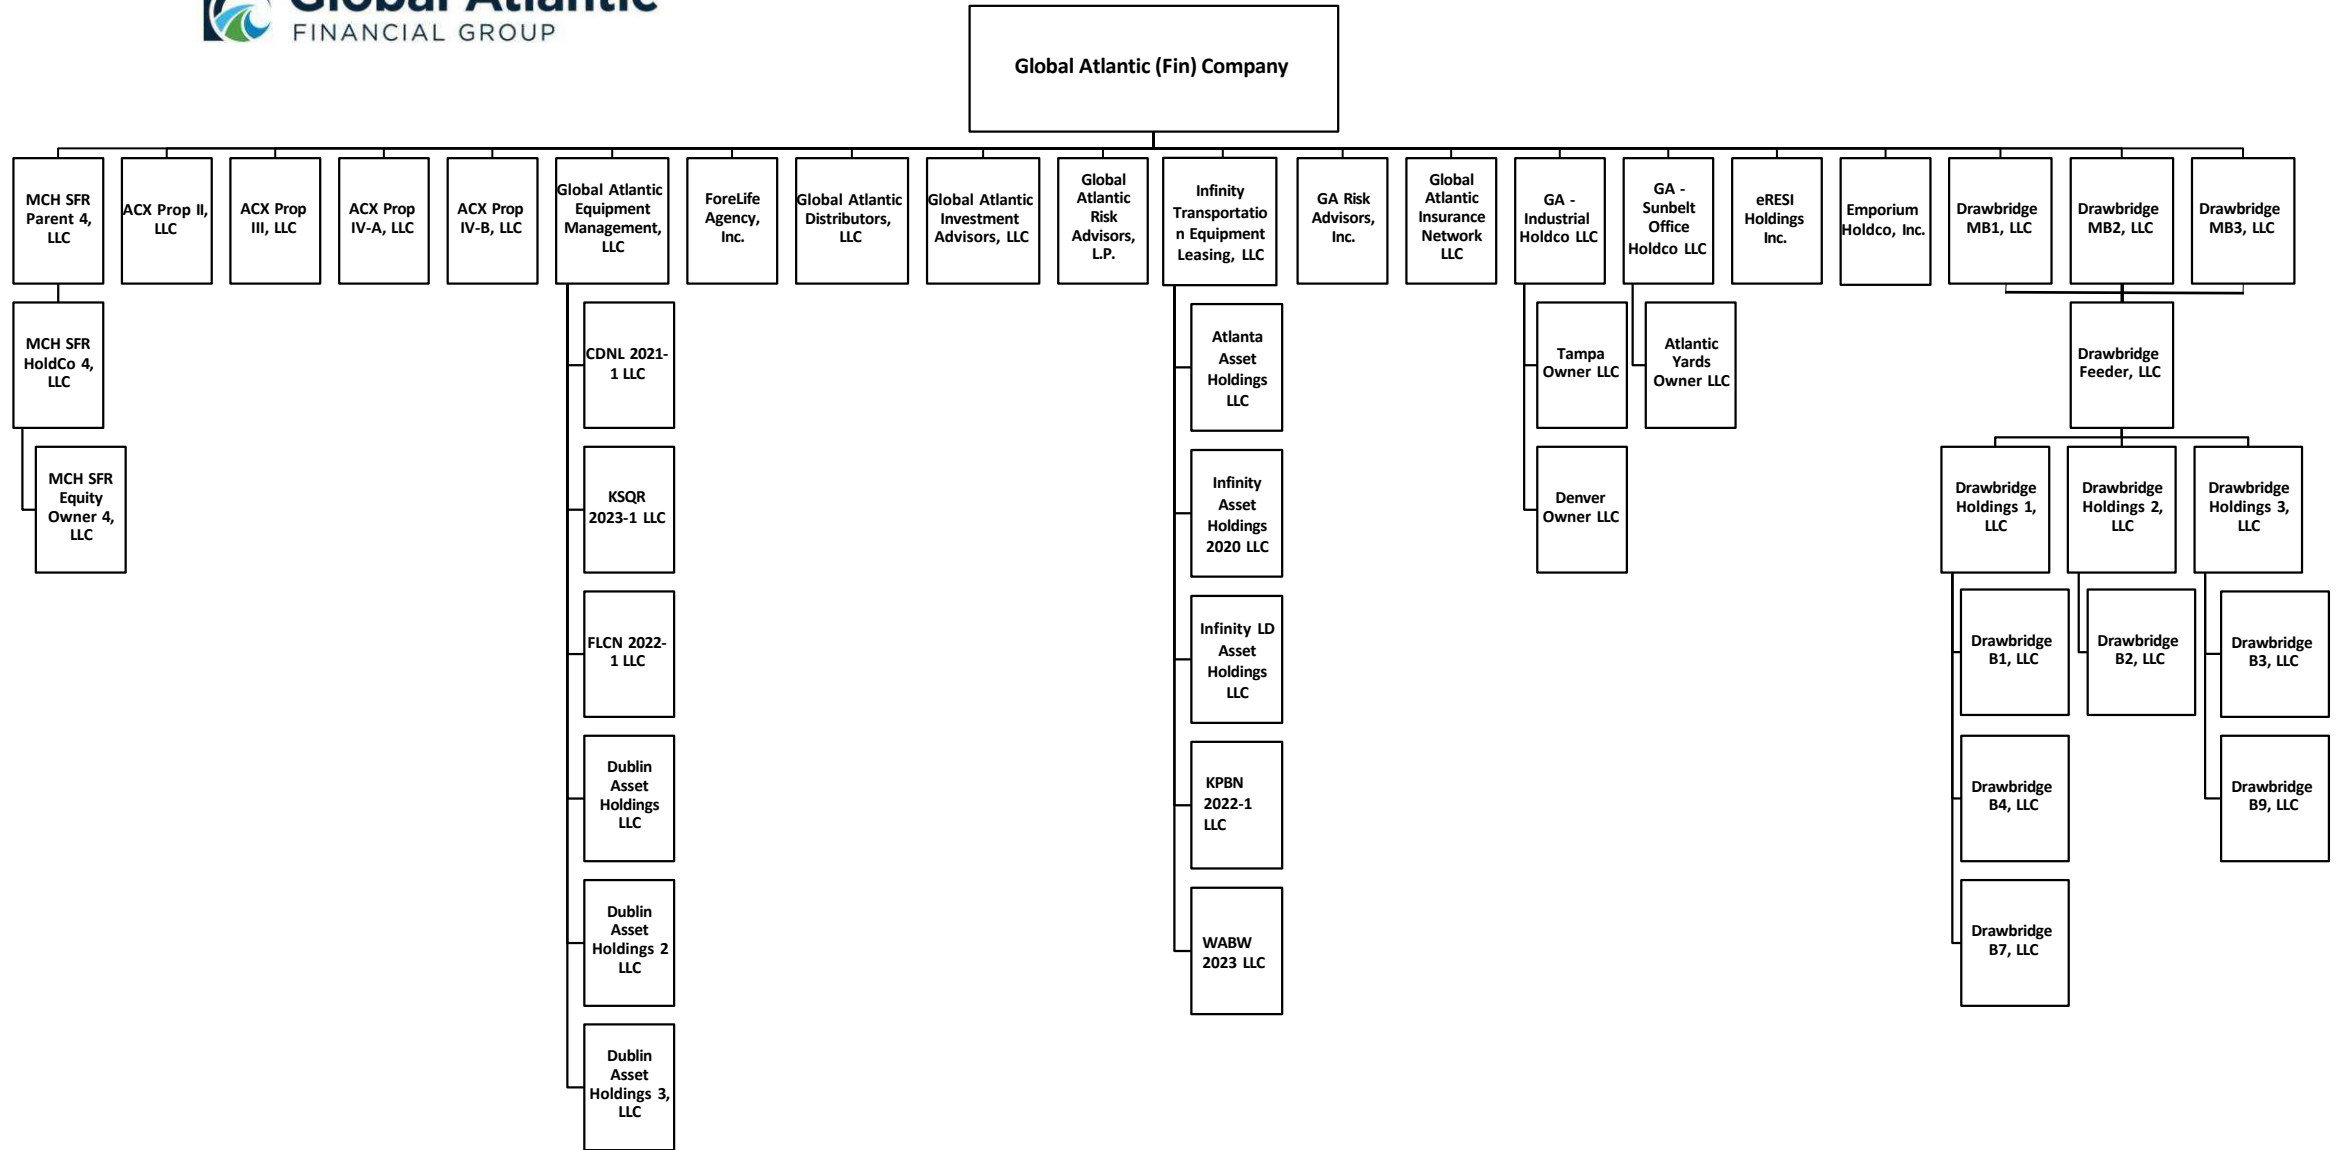 Global Atlantic
FINANCIAL GROUP
Global Atlantic (Fin) Company
MCH SFR
Parent 4,
LLC
ACX Prop II,
LLC
ACX Prop
III, LLC
ACX Prop
IV-A, LLC
ACX Prop
IV-B, LLC
Global Atlantic
Equipment
Management,
LLC
ForeLife
Agency,
Inc.
Global Atlantic
Distributors,
LLC
Global Atlantic
Investment
Advisors, LLC
Global
Atlantic
Risk
Advisors,
L.P.
Infinity
Transportatio
n Equipment
Leasing, LLC
GA Risk
Advisors,
Inc.
Global
Atlantic
Insurance
Network
LLC
GA -
Industrial
Holdco LLC
GA -
Sunbelt
Office
Holdco LLC
eRESI
Holdings
Inc.
Emporium
Holdco, Inc.
Drawbridge
MB1, LLC
Drawbridge
MB2, LLC
Drawbridge
MB3, LLC
MCH SFR
HoldCo 4,
LLC
MCH SFR
Equity
Owner 4,
LLC
CDNL 2021-
1 LLC
KSQR
2023-1 LLC
FLCN 2022-
1 LLC
Dublin
Asset
Holdings
LLC
Dublin
Asset
Holdings 2
LLC
Dublin
Asset
Holdings 3,
LLC
Atlanta
Asset
Holdings
LLC
Infinity
Asset
Holdings
2020 LLC
Infinity LD
Asset
Holdings
LLC
KPBN
2022-1
LLC
WABW
2023 LLC
Tampa
Owner LLC
Denver
Owner LLC
Atlantic
Yards
Owner LLC
Drawbridge
Feeder, LLC
Drawbridge
Holdings 1,
LLC
Drawbridge
Holdings 2,
LLC
Drawbridge
Holdings 3,
LLC
Drawbridge
B1, LLC
Drawbridge
B4, LLC
Drawbridge
B7, LLC
Drawbridge
B2, LLC
Drawbridge
B3, LLC
Drawbridge
B9, LLC